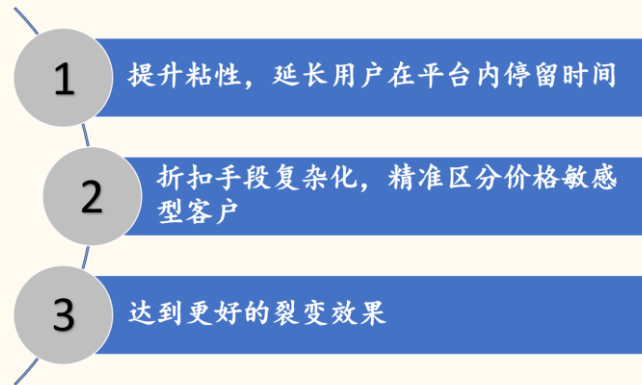 1
提升粘性，延长用户在平台内停留时间
2
折扣手段复杂化，精准区分价格敏感
型客户
3
达到更好的裂变效果